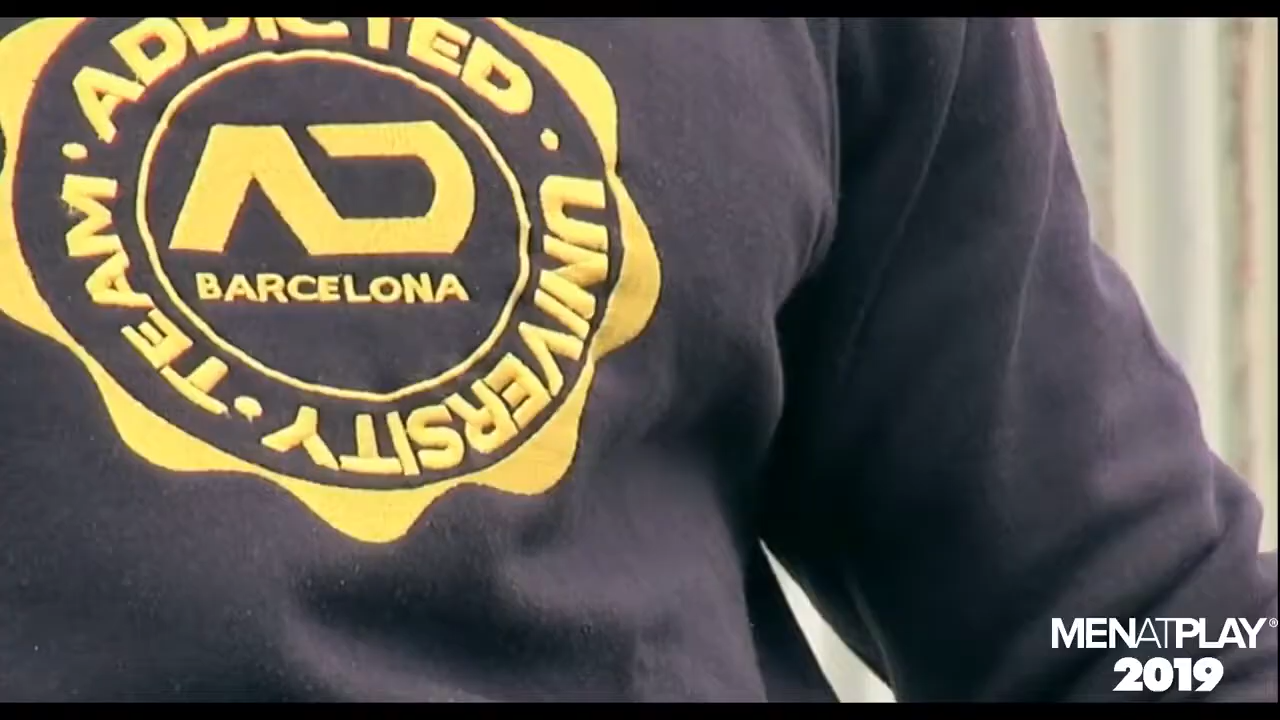 ADDICTED · UNIVERSITY · TEAM ·
AD
BARCELONA
MENATPLAY®
2019